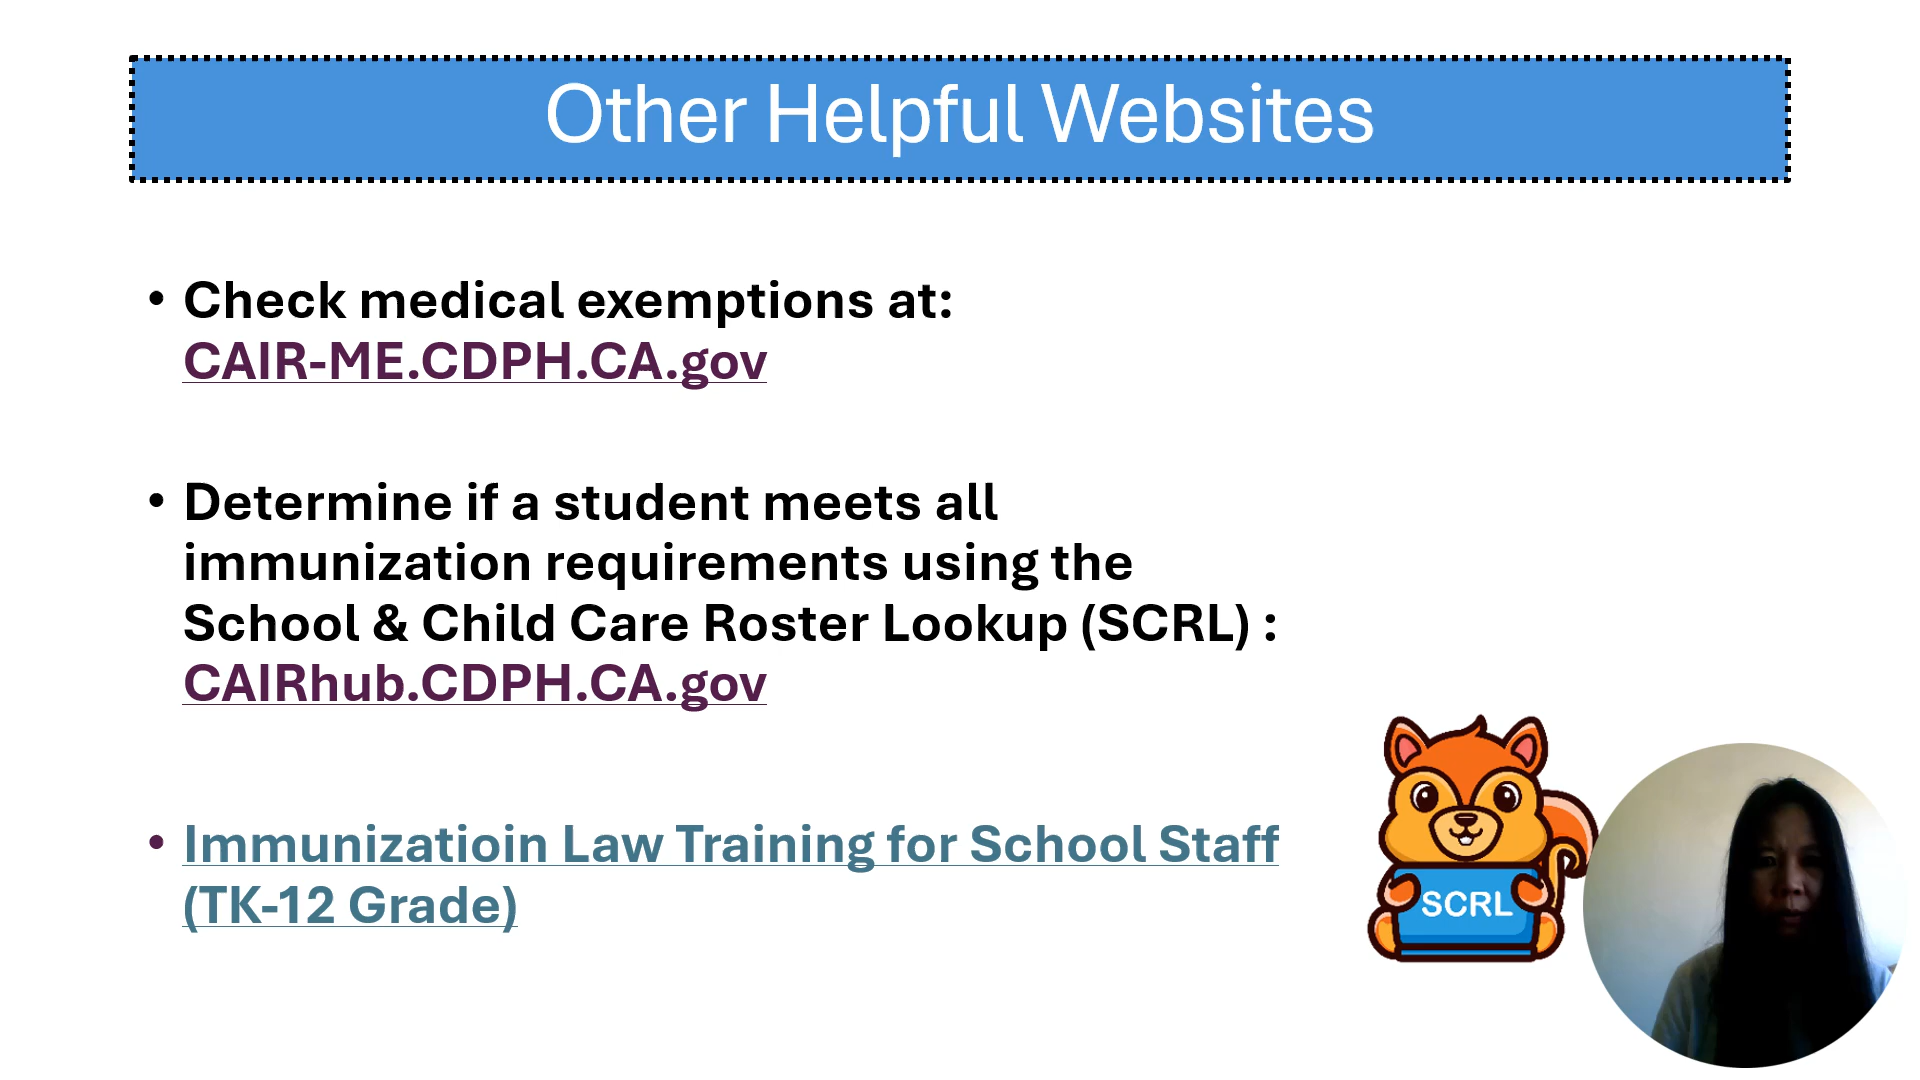 Other Helpful Websites
• Check medical exemptions at:
CAIR-ME.CDPH.CA.gov
• Determine if a student meets all
immunization requirements using the
School & Child Care Roster Lookup (SCRL) :
CAIRhub.CDPH.CA.gov
• Immunizatioin Law Training for School Staff
(TK-12 Grade)
SCRL